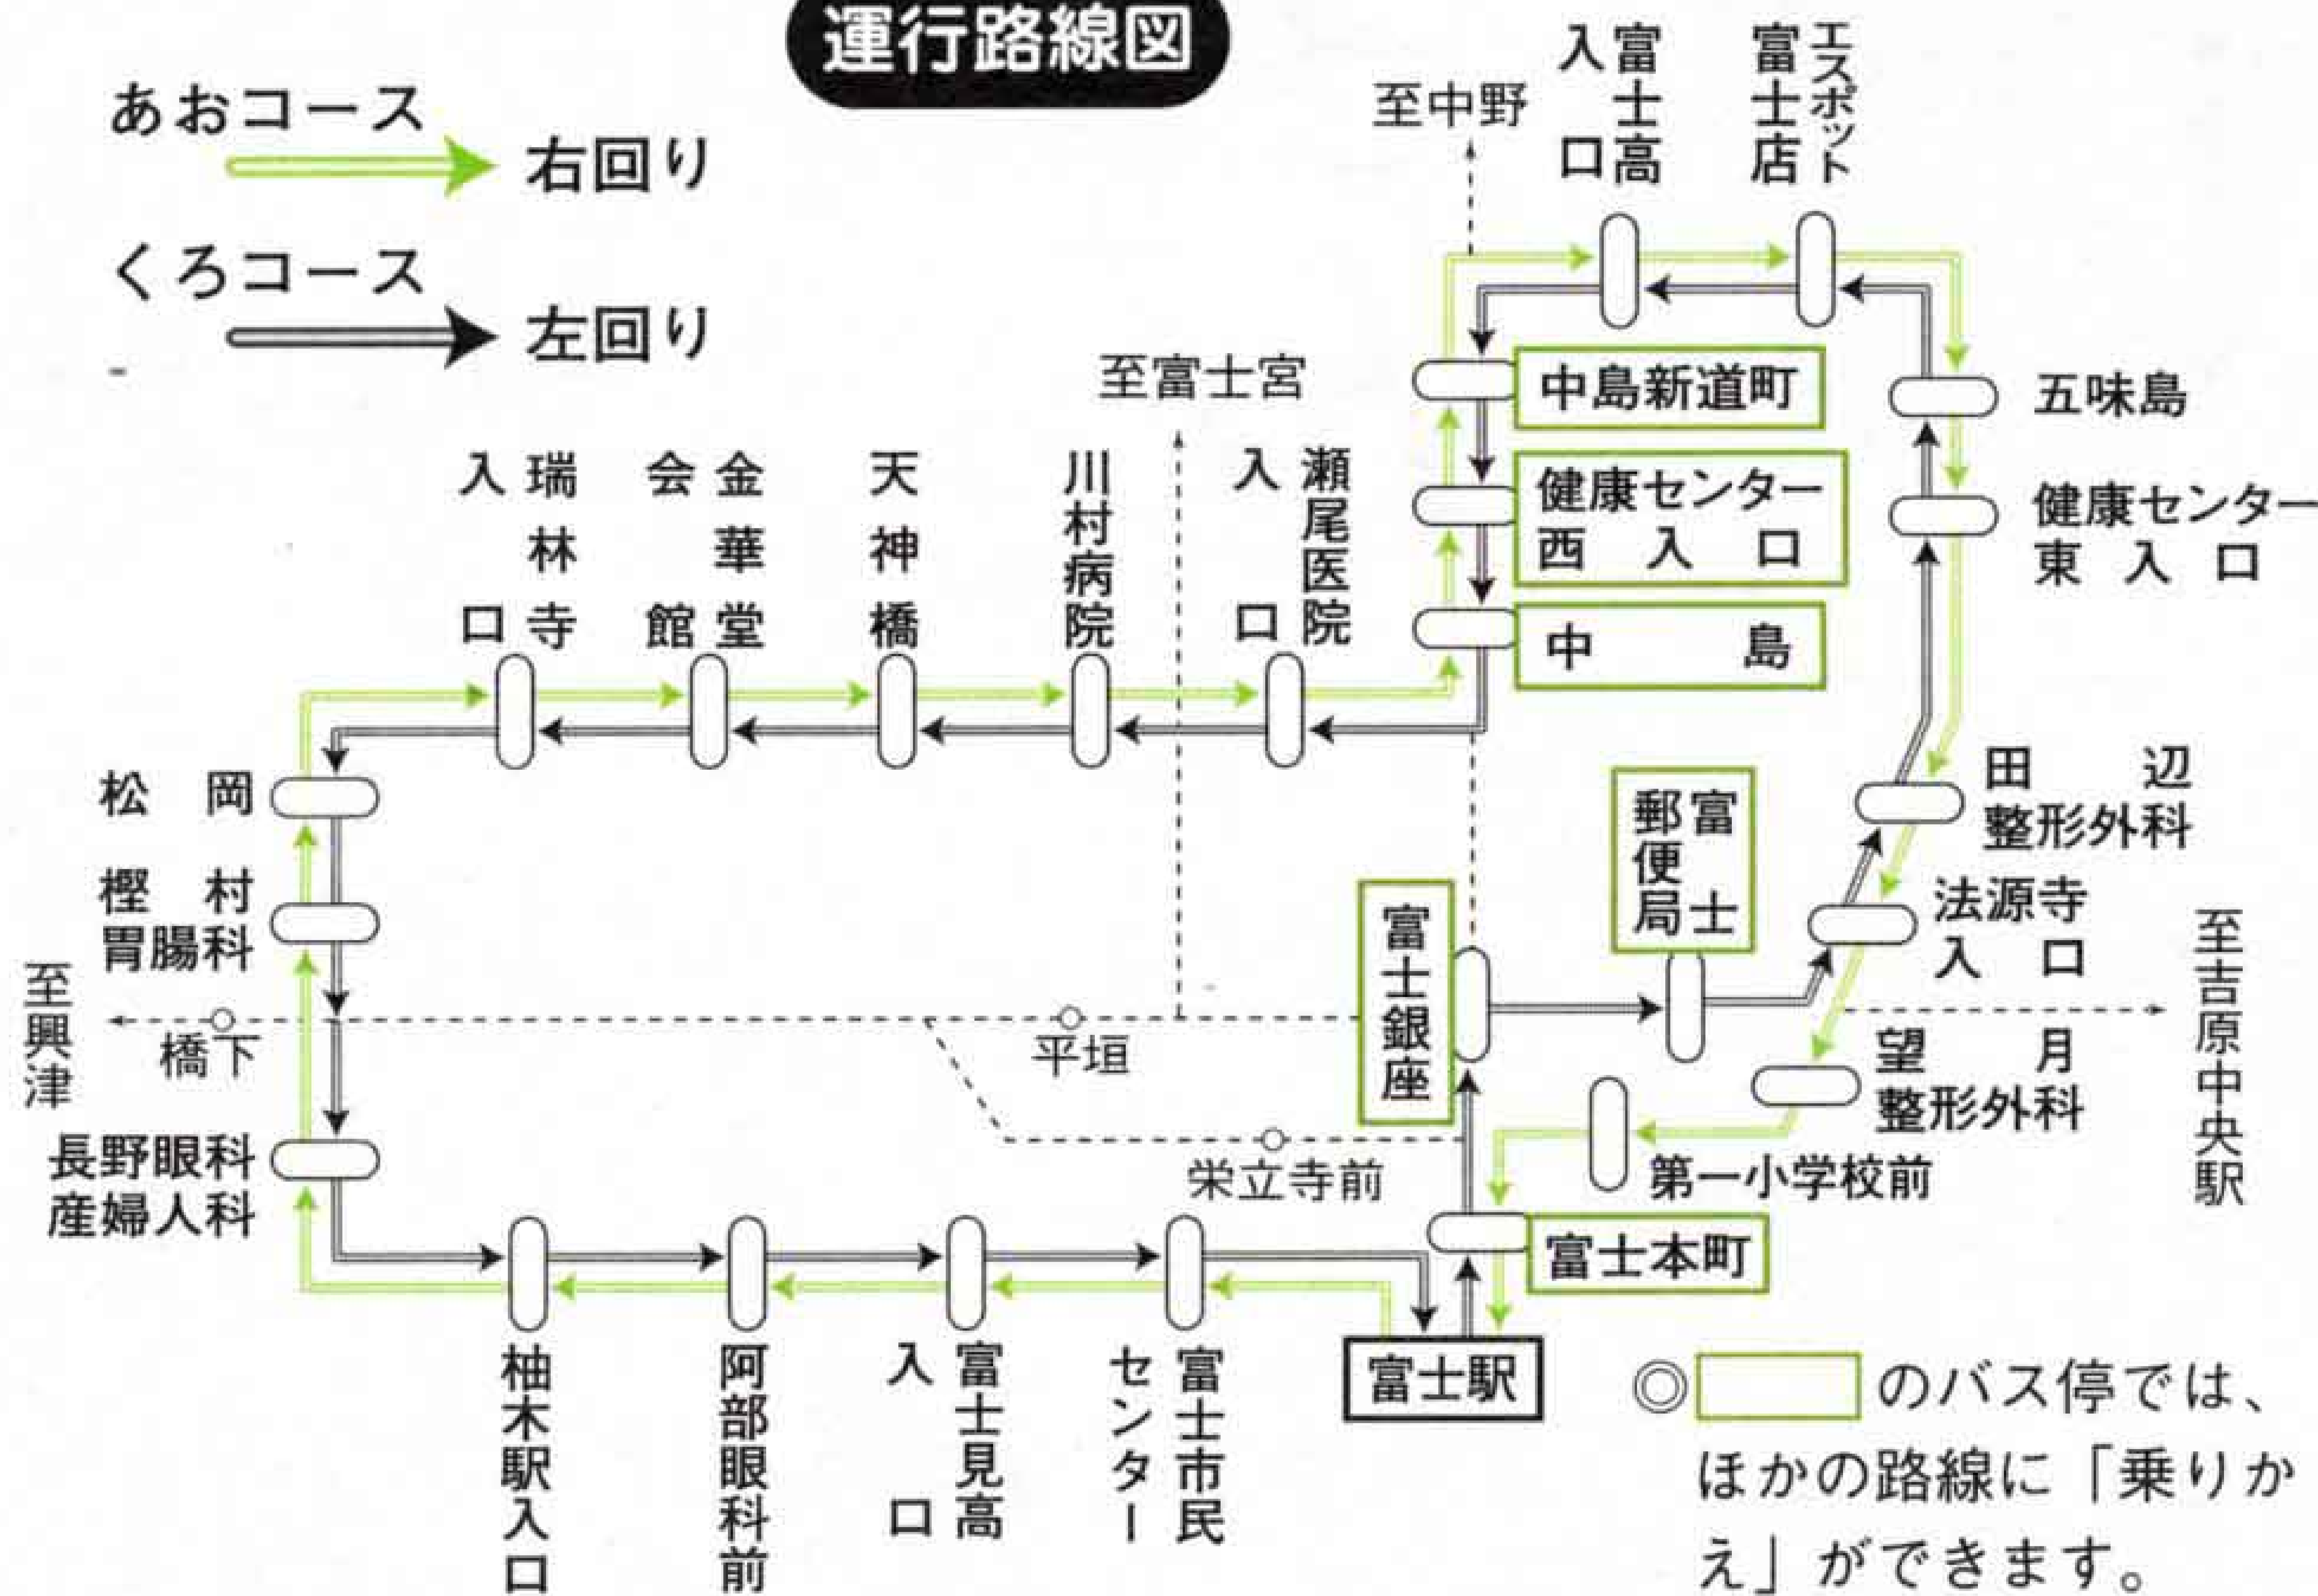 運行路線図
あおコース
右回り
くろコース
左回り
至中野
富士高
入口
エスポット
富士店
至富士宮
中島新道町
五味島
健康センター
西入口
健康センター
東入口
中島
瑞林寺
入口
金華堂
会館
天神橋
川村病院
瀬尾医院
入口
松岡
樫村
胃腸科
田辺
整形外科
富士
郵便局
法源寺
入口
富士銀座
至興津
橋下
平垣
至吉原中央駅
望月
整形外科
長野眼科
産婦人科
栄立寺前
第一小学校前
富士本町
柚木駅入口
阿部眼科前
富士見高
入口
富士市民
センター
富士駅
◎のバス停では、
ほかの路線に「乗りか
え」ができます。